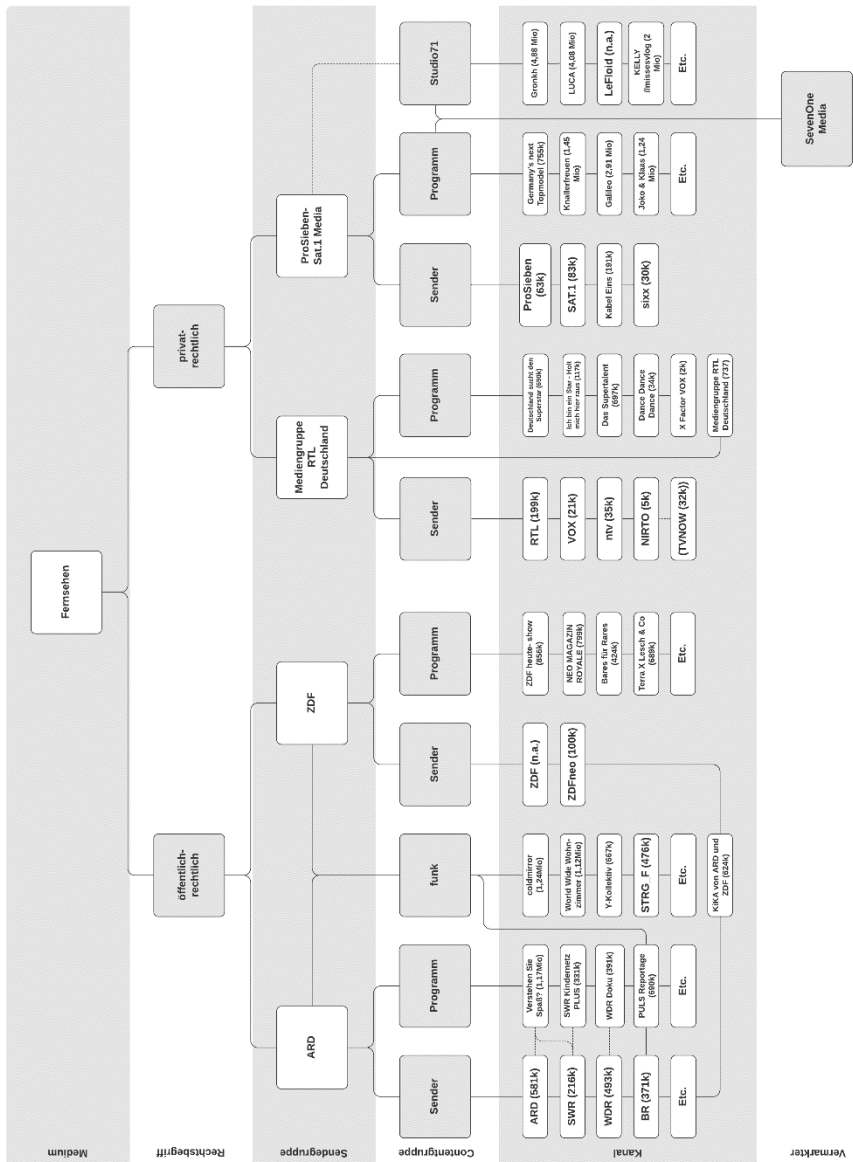 Medium
Rechtsbegriff
Sendegruppe
Contentgruppe
Kanal
Vermarkter
Fernsehen
öffentlich-
rechtlich
privat-
rechtlich
ARD
ZDF
Mediengruppe
RTL
Deutschland
ProSieben-
Sat.1 Media
Sender
Programm
funk
Sender
Programm
Sender
Programm
Sender
Programm
Studio71
ARD (581k)
SWR (216k)
WDR (493k)
BR (371k)
Etc.
Verstehen Sie
Spaß? (1,17Mio)
SWR Kindernetz
PLUS (331k)
WDR Doku (391k)
PULS Reportage
(690k)
Etc.
coldmirror
(1,24Mio)
World Wide Wohn-
zimmer (1,12Mio)
Y-Kollektiv (667k)
STRG_F (476k)
Etc.
KiKA von ARD und
ZDF (624k)
ZDF (n.a.)
ZDFneo (100k)
ZDF heute- show
(856k)
NEO MAGAZIN
ROYALE (799k)
Bares für Rares
(424k)
Terra X Lesch & Co
(689k)
Etc.
RTL (199k)
VOX (21k)
ntv (35k)
NIRTO (5k)
(TVNOW (32k))
Deutschland sucht den
Superstar (690k)
Ich bin ein Star - Holt
mich hier raus (117k)
Das Supertalent
(697k)
Dance Dance
Dance (34k)
X Factor VOX (2k)
Mediengruppe RTL
Deutschland (737)
ProSieben
(63k)
SAT.1 (83k)
Kabel Eins (191k)
sixx (30k)
Germany's next
Topmodel (755k)
Knallerfreuen (1,45
Mio)
Galileo (2,91 Mio)
Joko & Klaas (1,24
Mio)
Etc.
Gronkh (4,88 Mio)
LUCA (4,08 Mio)
LeFloid (n.a.)
KELLY
//missesvlog (2
Mio)
Etc.
SevenOne
Media